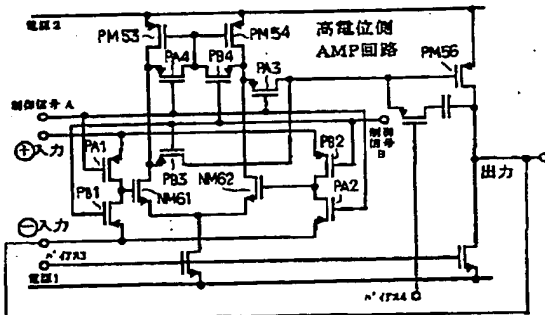 電源2
高電位側
AMP回路
PM53
PM54
PM56
PA4
PB4
PA3
制御信号 A
⊕入力
制御
信号
B
PA1
PB1
PB3
NM61
NM62
PB2
PA2
出力
⊖入力
バイアス3
電源1
バイアス4